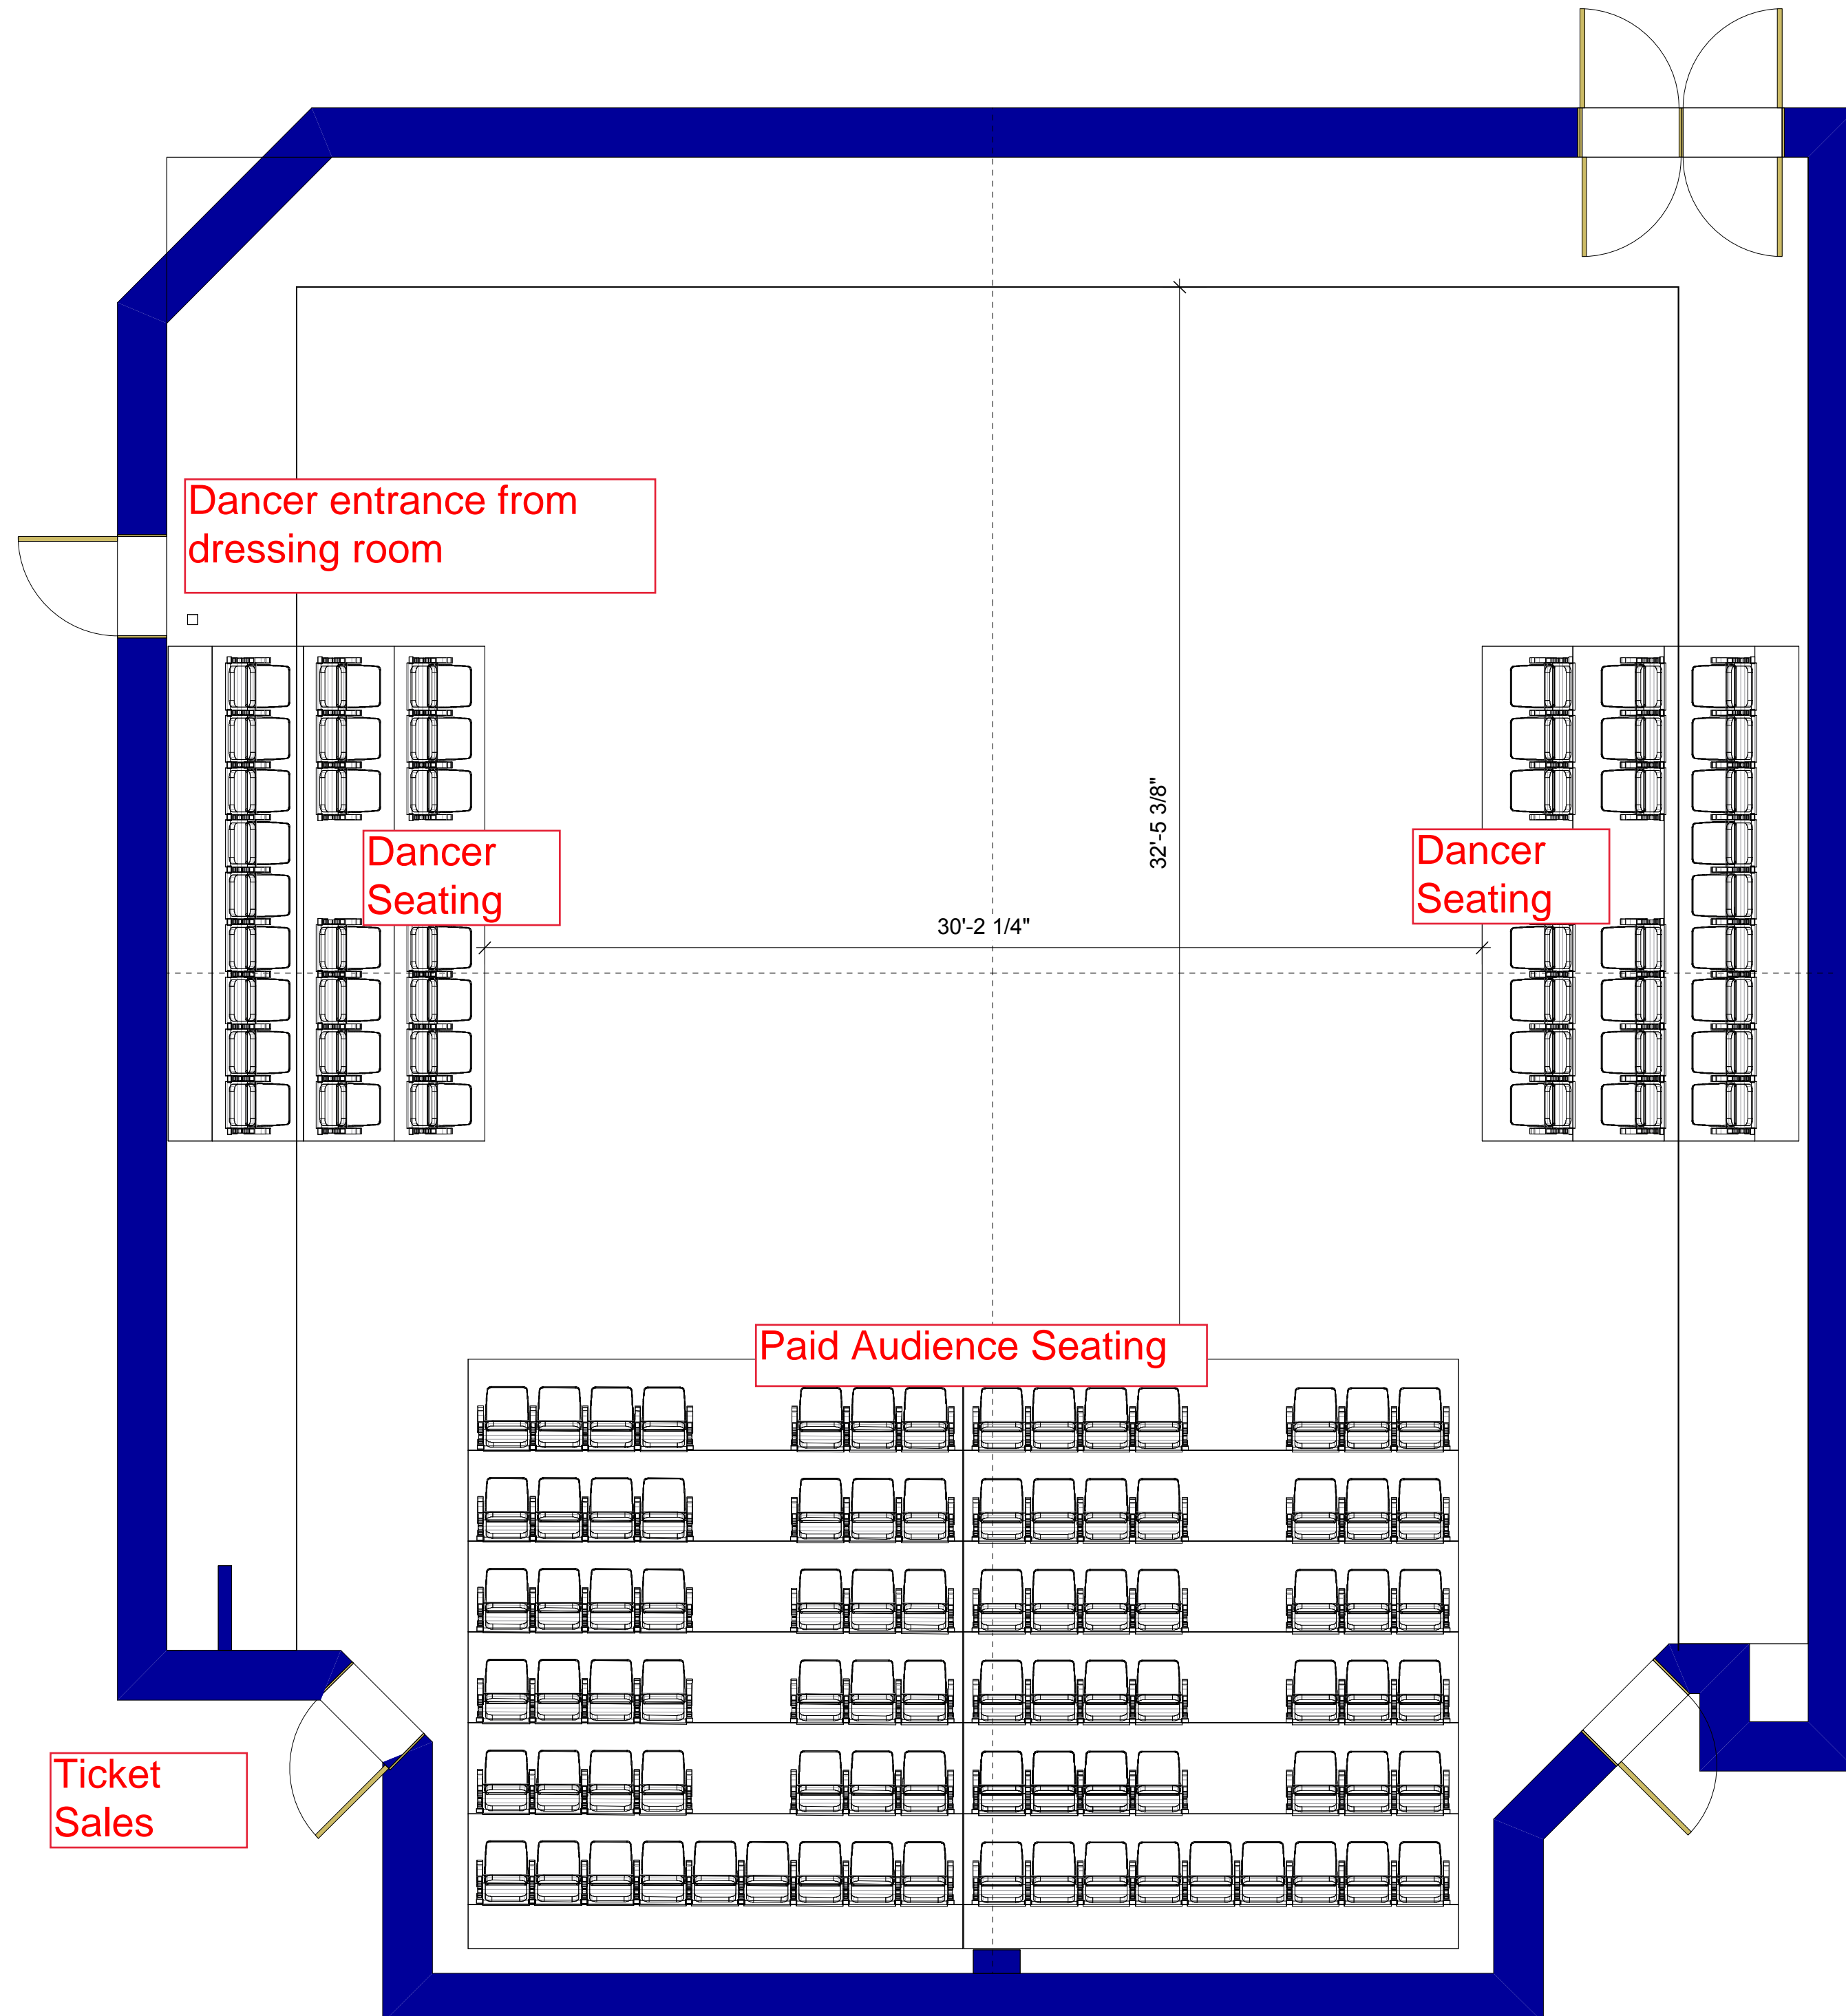 Dancer entrance from
dressing room
32'-5 3/8"
Dancer
Seating
Dancer
Seating
30'-2 1/4"
Paid Audience Seating
Ticket
Sales